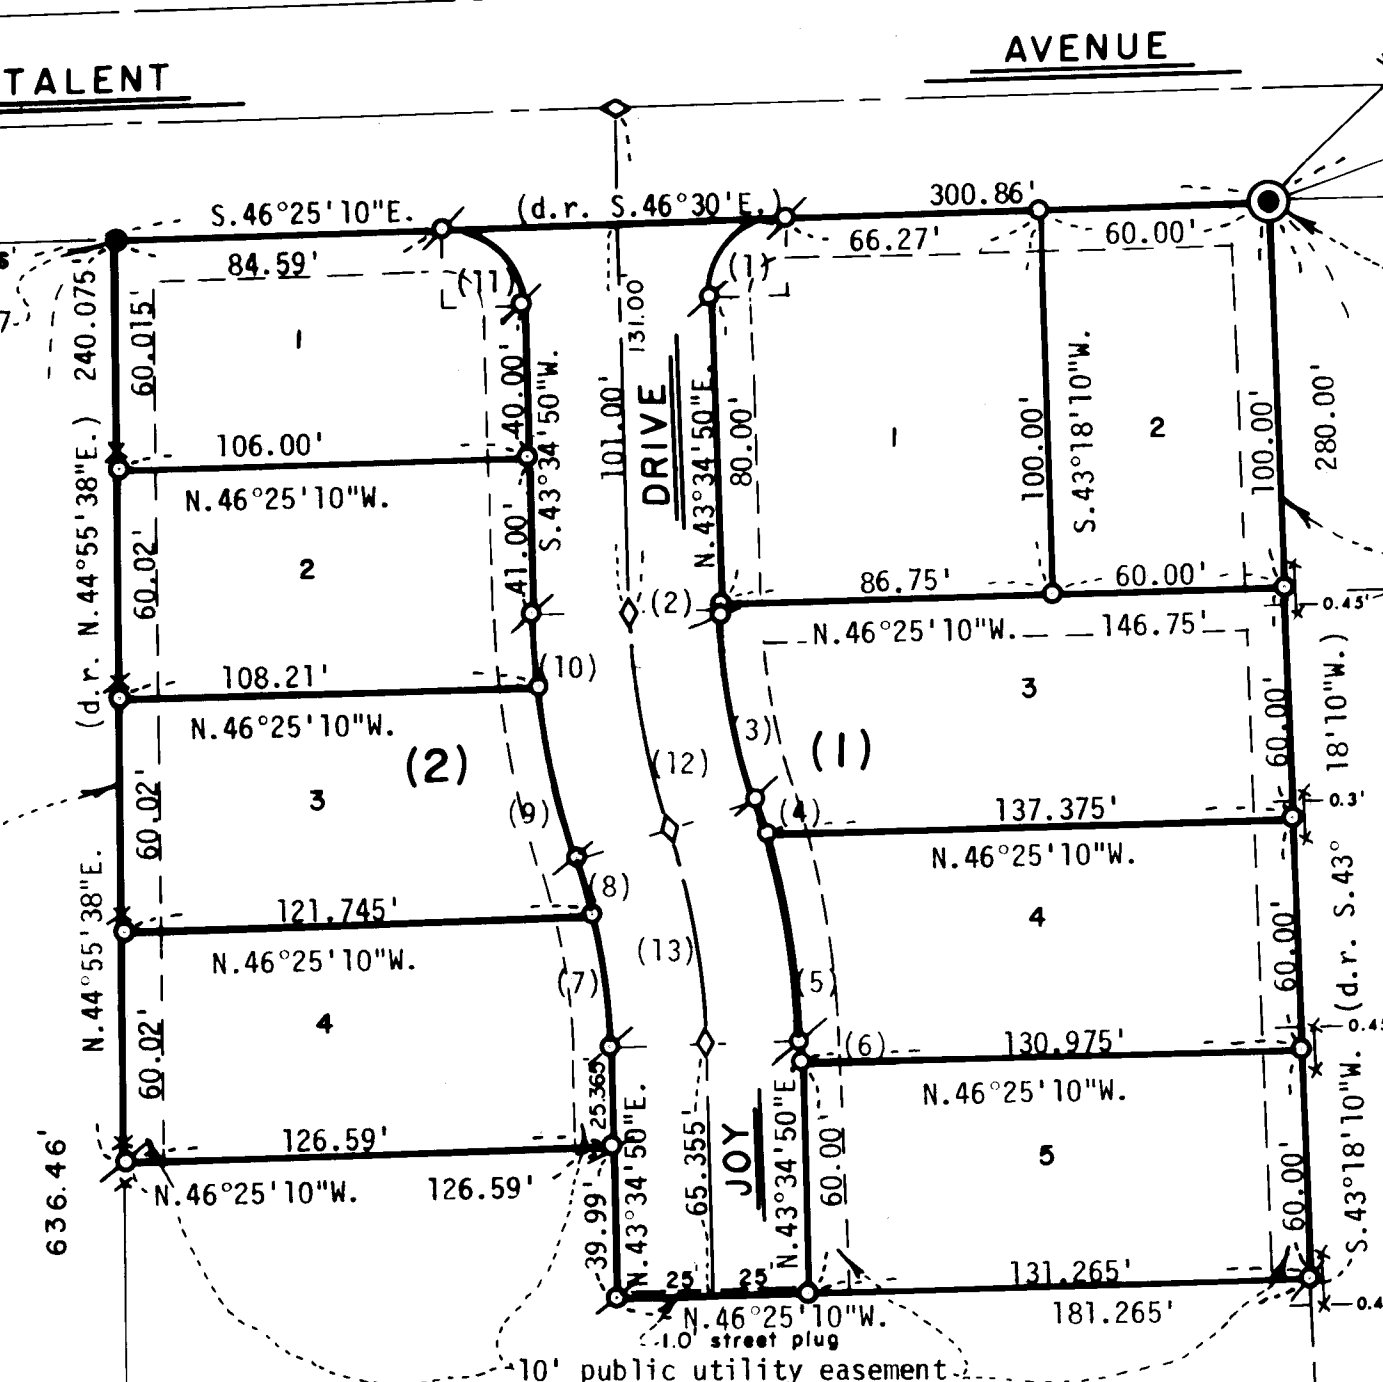 TALENT
AVENUE
S.46°25'10"E.
(d.r. S.46°30'E.)
300.86'
84.59'
66.27'
60.00'
(11)
(1)
240.075
60.015'
1
40.00'
S.43°34'50"W.
101.00'
131.00
DRIVE
N.43°34'50"E.
80.00'
1
100.00'
S.43°18'10"W.
2
100.00'
280.00'
106.00'
N.46°25'10"W.
(d.r. N.44°55'38"E.)
60.02'
2
41.00'
(2)
86.75'
60.00'
0.45'
N.46°25'10"W.
146.75'
108.21'
(10)
N.46°25'10"W.
3
(2)
(3)
(1)
(12)
60.00'
(d.r. S.43° 18'10"W.)
60.02'
3
(9)
(4)
137.375'
0.3'
N.46°25'10"W.
N.44°55'38"E.
121.745'
(8)
N.46°25'10"W.
4
60.00'
(13)
(7)
(5)
60.02'
4
(6)
130.975'
N.46°25'10"W.
25.365
N.43°34'50"E.
65.355'
JOY
N.43°34'50"E
60.00'
5
60.00'
S.43°18'10"W.
636.46'
126.59'
N.46°25'10"W.
126.59'
39.99'
25'
25'
131.265'
N.46°25'10"W.
181.265'
1.0' street plug
10' public utility easement